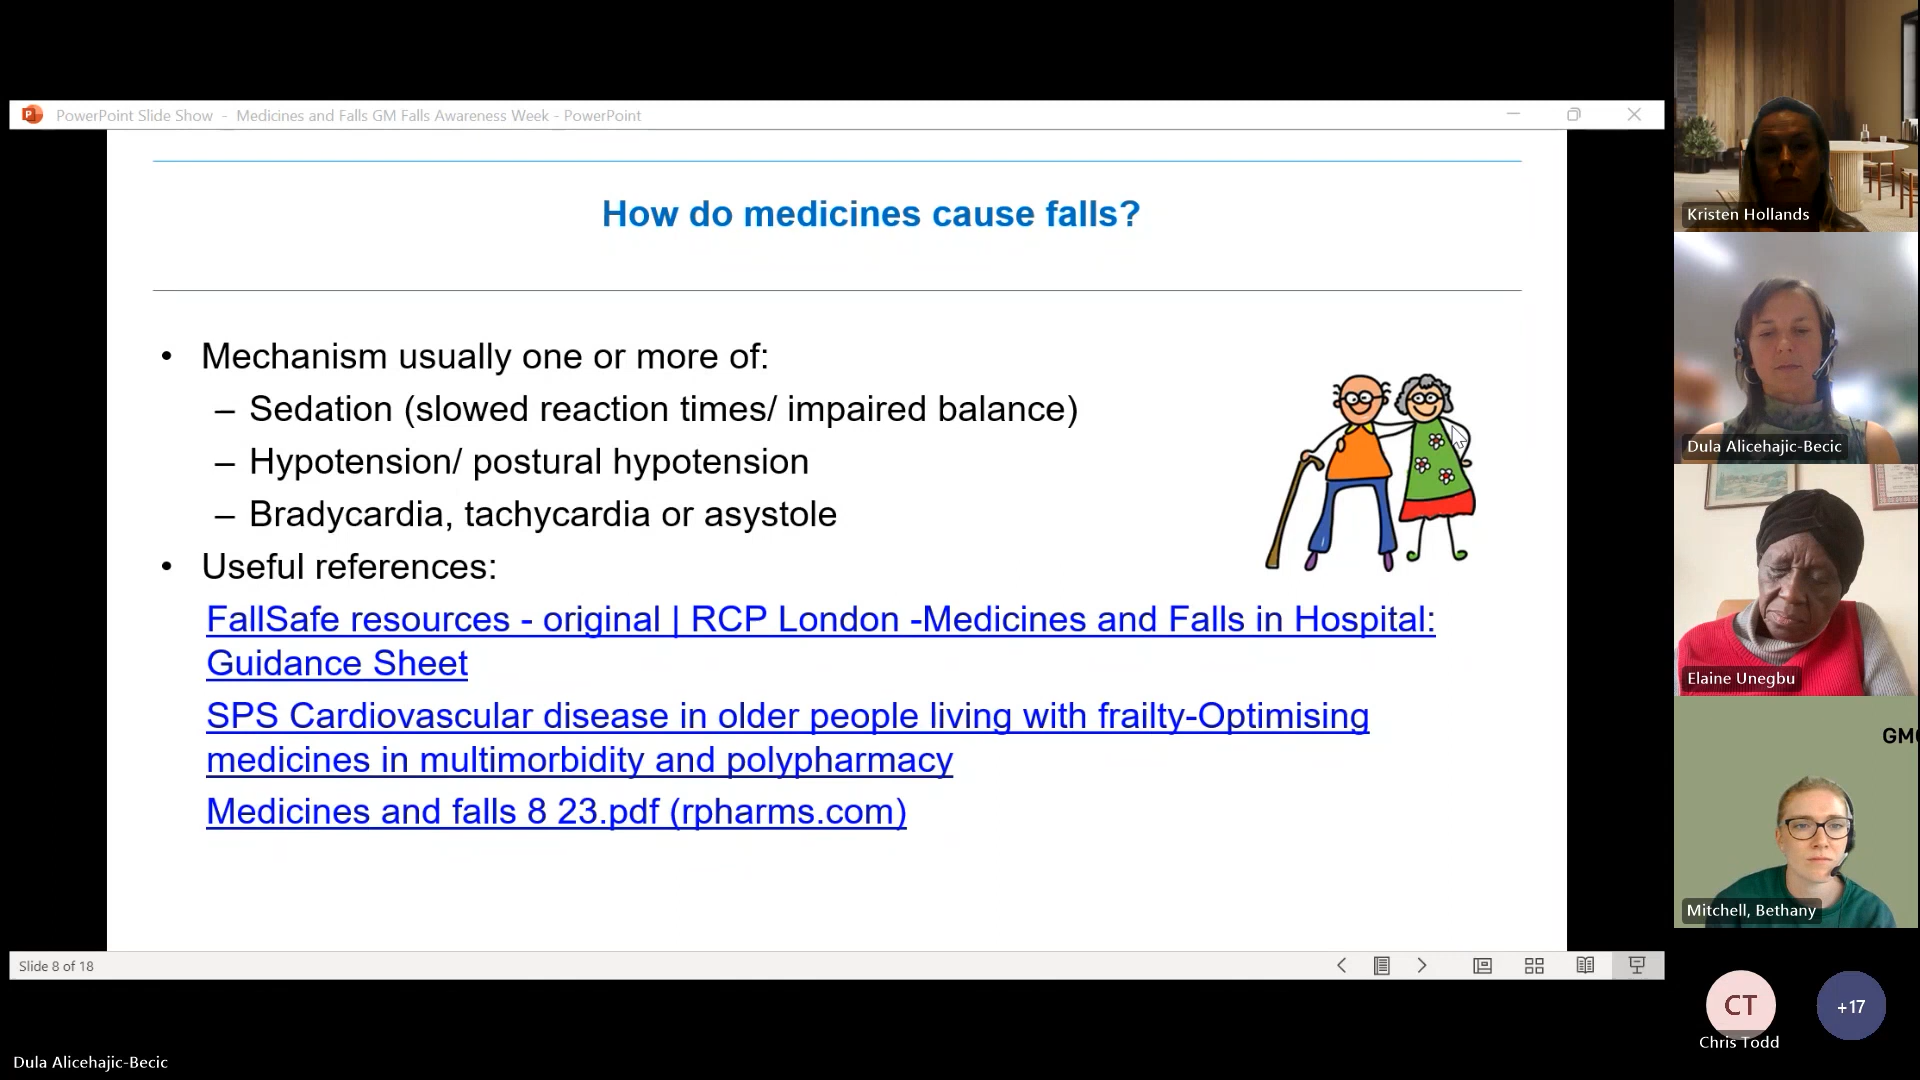 PowerPoint Slide Show - Medicines and Falls GM Falls Awareness Week - PowerPoint
How do medicines cause falls?
• Mechanism usually one or more of:
– Sedation (slowed reaction times/ impaired balance)
– Hypotension/ postural hypotension
– Bradycardia, tachycardia or asystole
• Useful references:
FallSafe resources - original | RCP London -Medicines and Falls in Hospital:
Guidance Sheet
SPS Cardiovascular disease in older people living with frailty-Optimising
medicines in multimorbidity and polypharmacy
Medicines and falls 8 23.pdf (rpharms.com)
Slide 8 of 18
Dula Alicehajic-Becic
Kristen Hollands
Dula Alicehajic-Becic
Elaine Unegbu
Mitchell, Bethany
CT
Chris Todd
+17